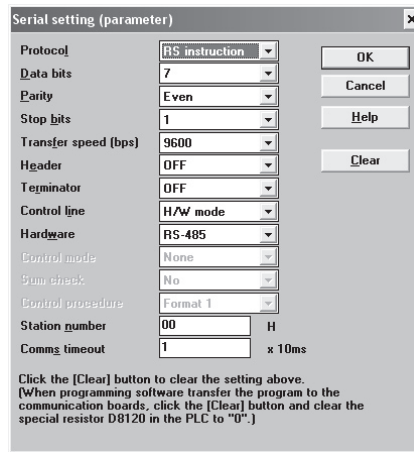 Serial setting (parameter)
Protocol RS instruction OK
Data bits 7
Parity Even Cancel
Stop bits 1 Help
Transfer speed (bps) 9600
Header OFF Clear
Terminator OFF
Control line H/W mode
Hardware RS-485
Control mode None
Sum check No
Control procedure Format 1
Station number 00 H
Comms timeout 1 x 10ms
Click the [Clear] button to clear the setting above.
(When programming software transfer the program to the
communication boards, click the [Clear] button and clear the
special resistor D8120 in the PLC to "0".)